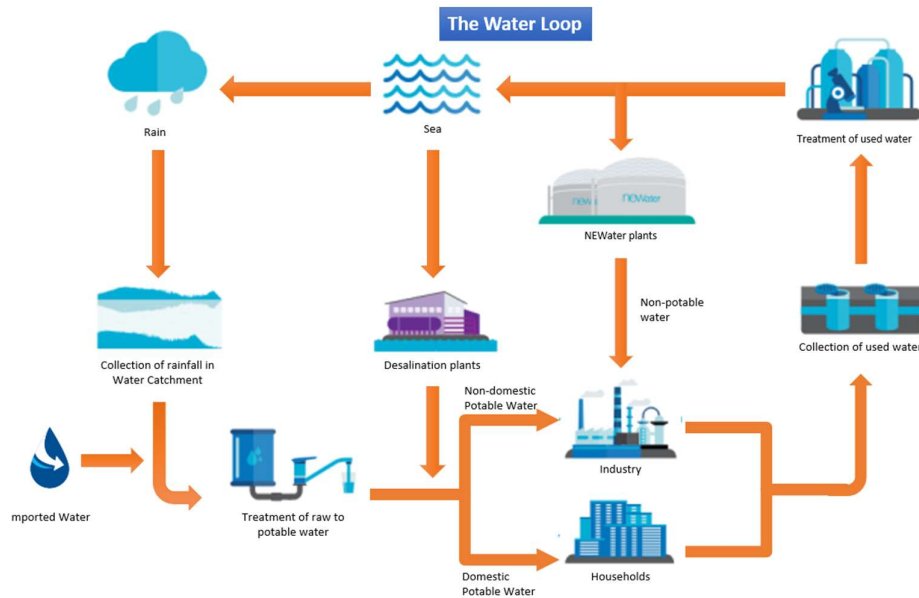 The Water Loop
Rain
Sea
Treatment of used water
neWater
neWater
NEWater plants
Non-potable
water
Collection of rainfall in
Water Catchment
Desalination plants
Collection of used water
Non-domestic
Potable Water
Industry
mported Water
Treatment of raw to
potable water
Domestic
Potable Water
Households